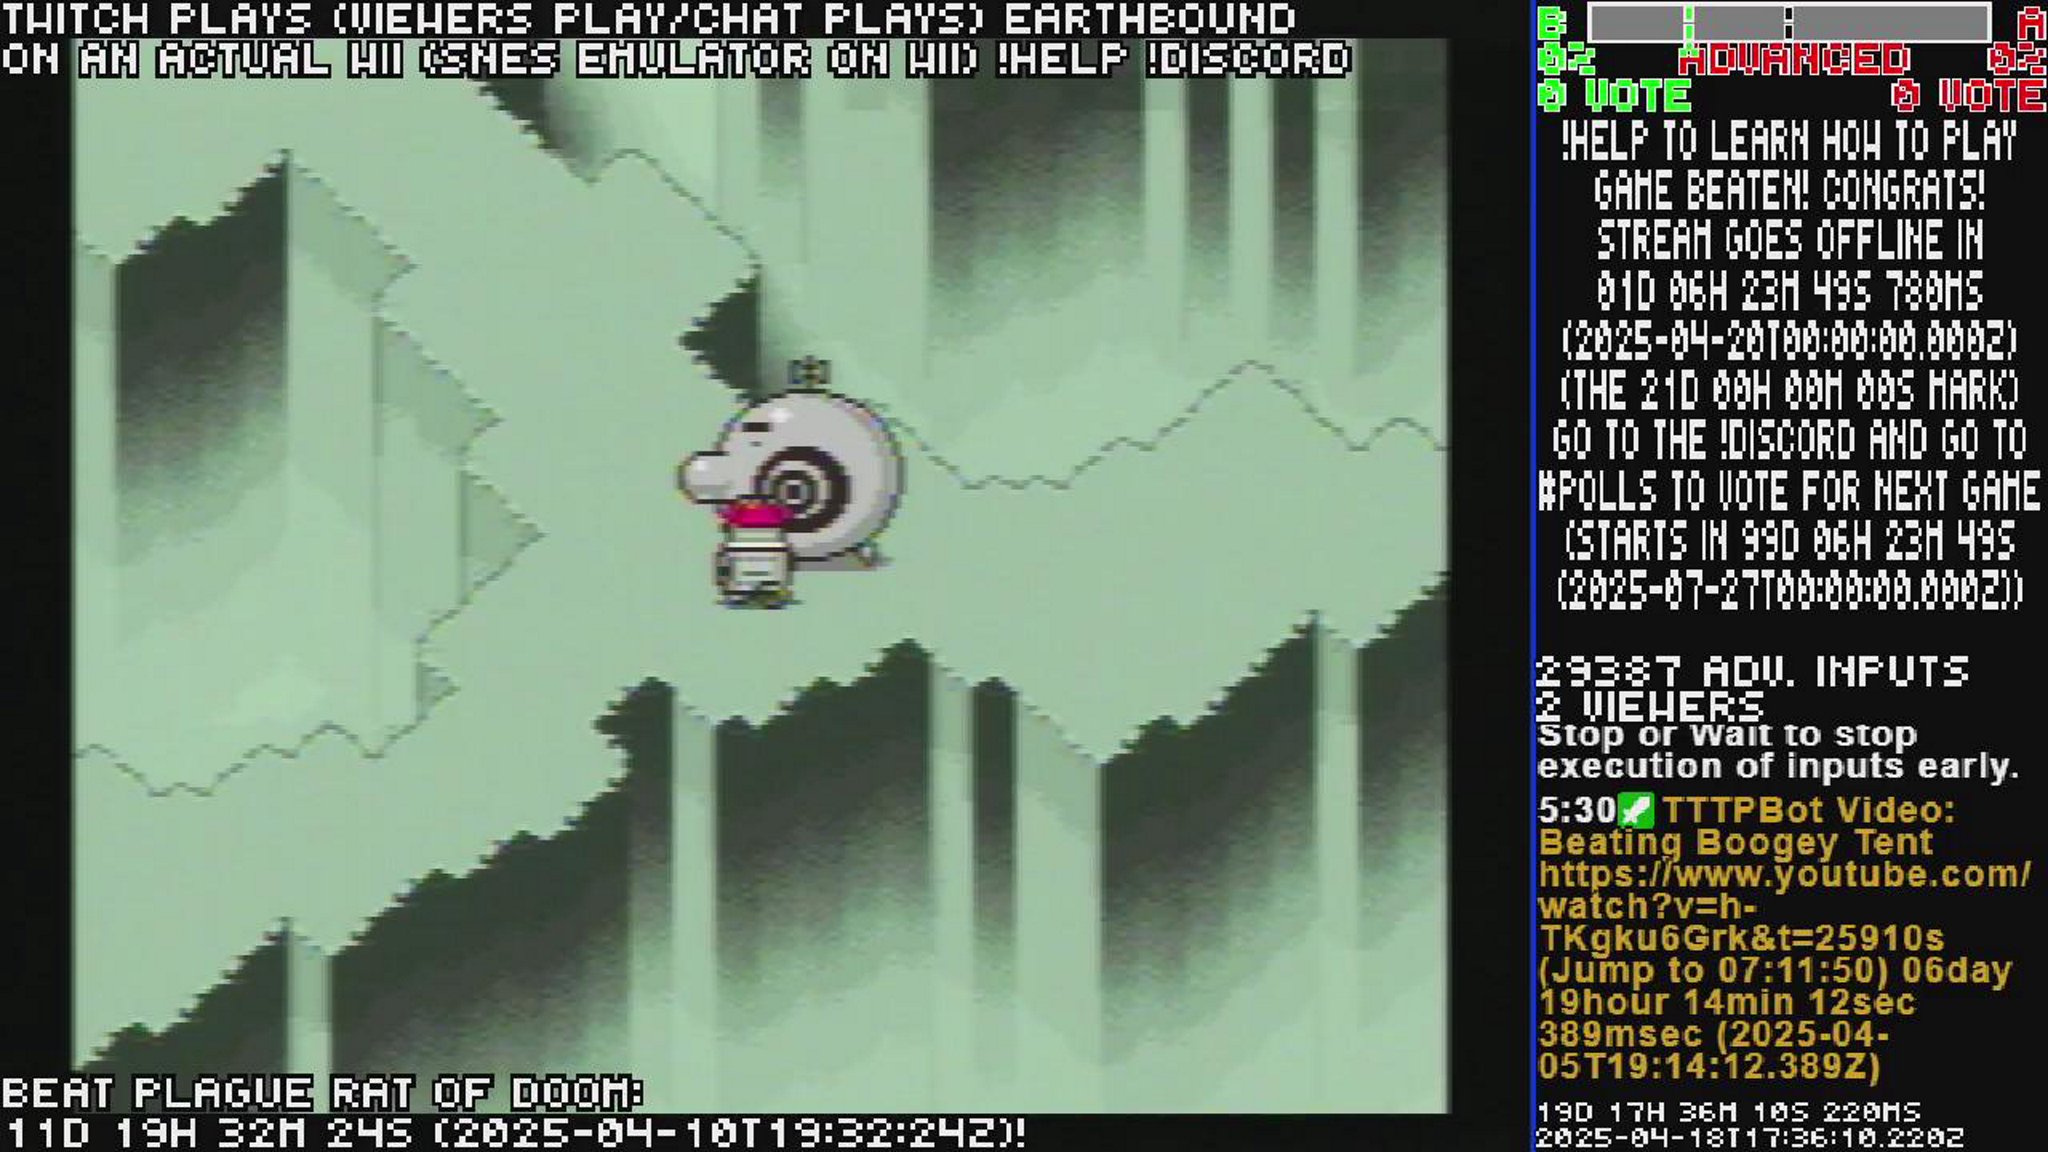 TWITCH PLAYS (VIEWERS PLAY/CHAT PLAYS) EARTHBOUND
ON AN ACTUAL WII (SNES EMULATOR ON WII) !HELP !DISCORD
B A
0% ADVANCED 0%
0 VOTE 0 VOTE
!HELP TO LEARN HOW TO PLAY
GAME BEATEN! CONGRATS!
STREAM GOES OFFLINE IN
01D 06H 23M 49S 780MS
(2025-04-20T00:00:00.000Z)
(THE 21D 00H 00M 00S MARK)
GO TO THE !DISCORD AND GO TO
#POLLS TO VOTE FOR NEXT GAME
(STARTS IN 99D 06H 23M 49S
(2025-07-27T00:00:00.000Z))
29387 ADV. INPUTS
2 VIEWERS
Stop or Wait to stop
execution of inputs early.
5:30 TTTPBot Video:
Beating Boogey Tent
https://www.youtube.com/
watch?v=h-
TKgku6Grk&t=25910s
(Jump to 07:11:50) 06day
19hour 14min 12sec
389msec (2025-04-
05T19:14:12.389Z)
19D 17H 36M 10S 220MS
2025-04-18T17:36:10.220Z
BEAT PLAGUE RAT OF DOOM:
11D 19H 32M 24S (2025-04-10T19:32:24Z)!